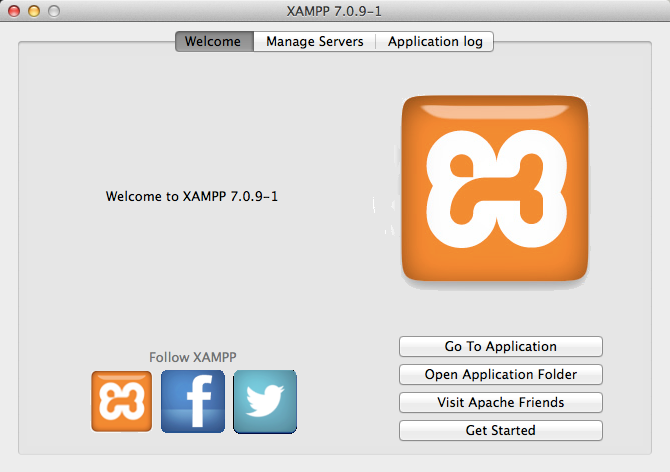 XAMPP 7.0.9-1
Welcome
Manage Servers
Application log
Welcome to XAMPP 7.0.9-1
Follow XAMPP
Go To Application
Open Application Folder
Visit Apache Friends
Get Started